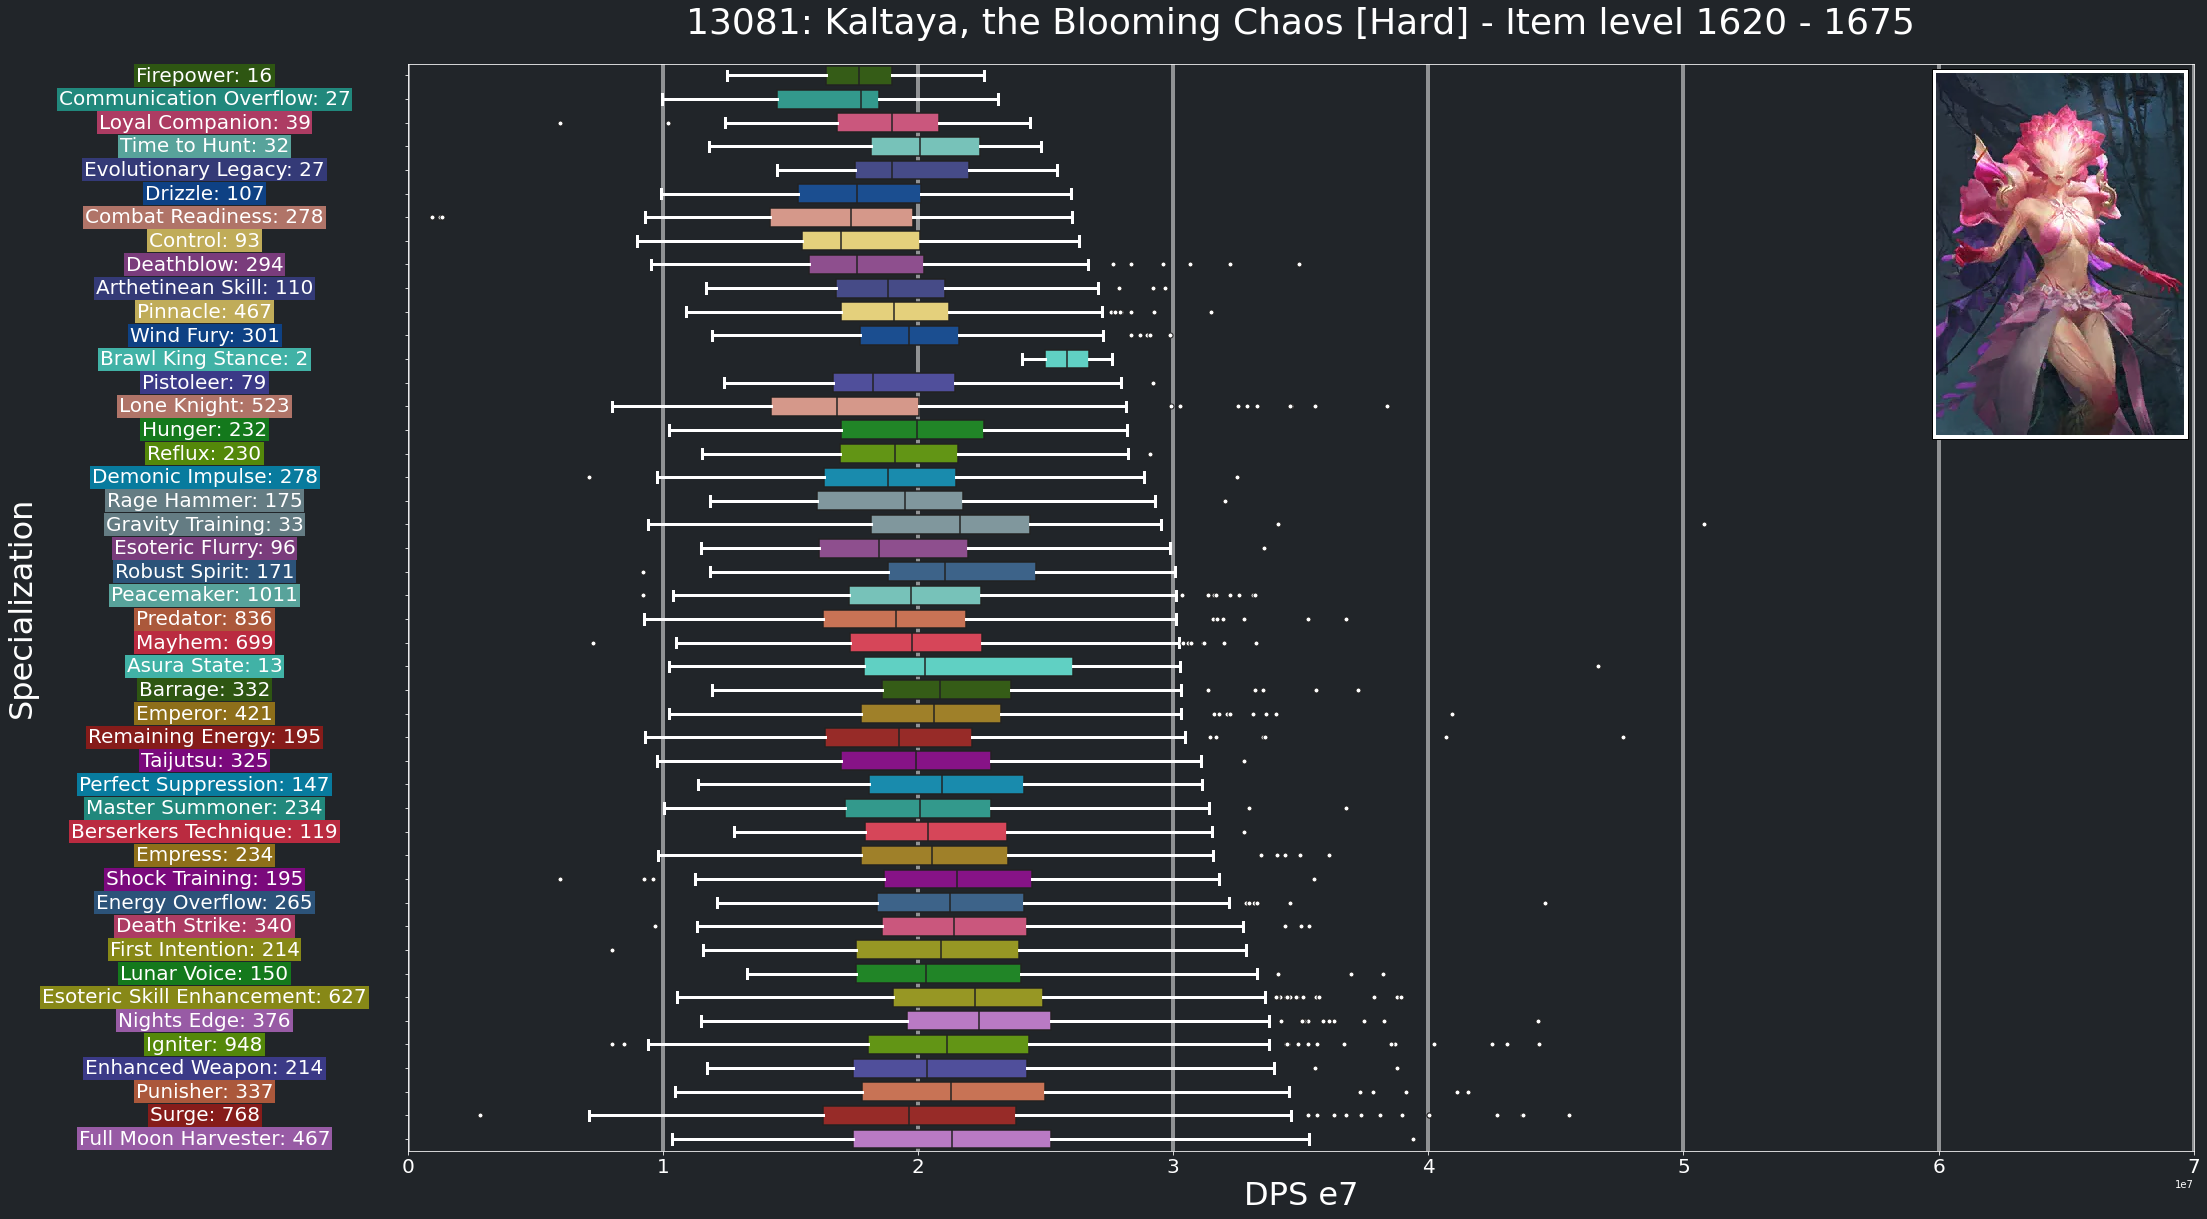 13081: Kaltaya, the Blooming Chaos [Hard] - Item level 1620 - 1675
Specialization
Firepower: 16
Communication Overflow: 27
Loyal Companion: 39
Time to Hunt: 32
Evolutionary Legacy: 27
Drizzle: 107
Combat Readiness: 278
Control: 93
Deathblow: 294
Arthetinean Skill: 110
Pinnacle: 467
Wind Fury: 301
Brawl King Stance: 2
Pistoleer: 79
Lone Knight: 523
Hunger: 232
Reflux: 230
Demonic Impulse: 278
Rage Hammer: 175
Gravity Training: 33
Esoteric Flurry: 96
Robust Spirit: 171
Peacemaker: 1011
Predator: 836
Mayhem: 699
Asura State: 13
Barrage: 332
Emperor: 421
Remaining Energy: 195
Taijutsu: 325
Perfect Suppression: 147
Master Summoner: 234
Berserkers Technique: 119
Empress: 234
Shock Training: 195
Energy Overflow: 265
Death Strike: 340
First Intention: 214
Lunar Voice: 150
Esoteric Skill Enhancement: 627
Nights Edge: 376
Igniter: 948
Enhanced Weapon: 214
Punisher: 337
Surge: 768
Full Moon Harvester: 467
0 1 2 3 4 5 6 7
DPS e7
1e7